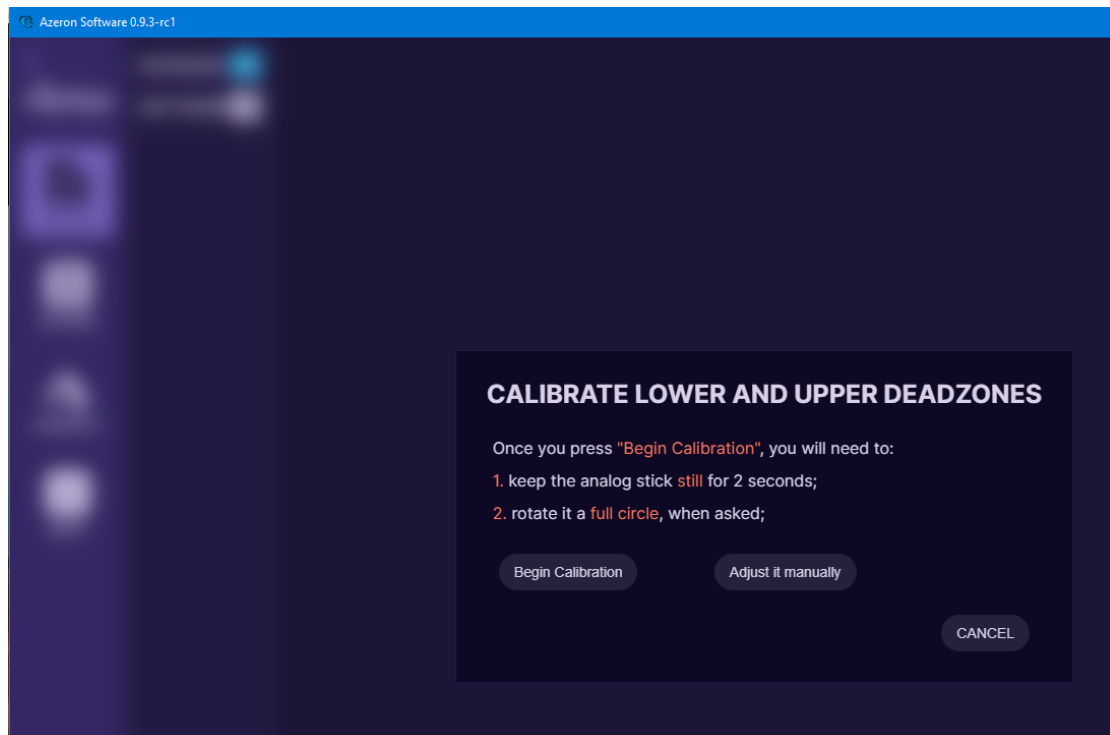 Azeron Software 0.9.3-rc1
CALIBRATE LOWER AND UPPER DEADZONES
Once you press "Begin Calibration", you will need to:
1. keep the analog stick still for 2 seconds;
2. rotate it a full circle, when asked;
Begin Calibration
Adjust it manually
CANCEL